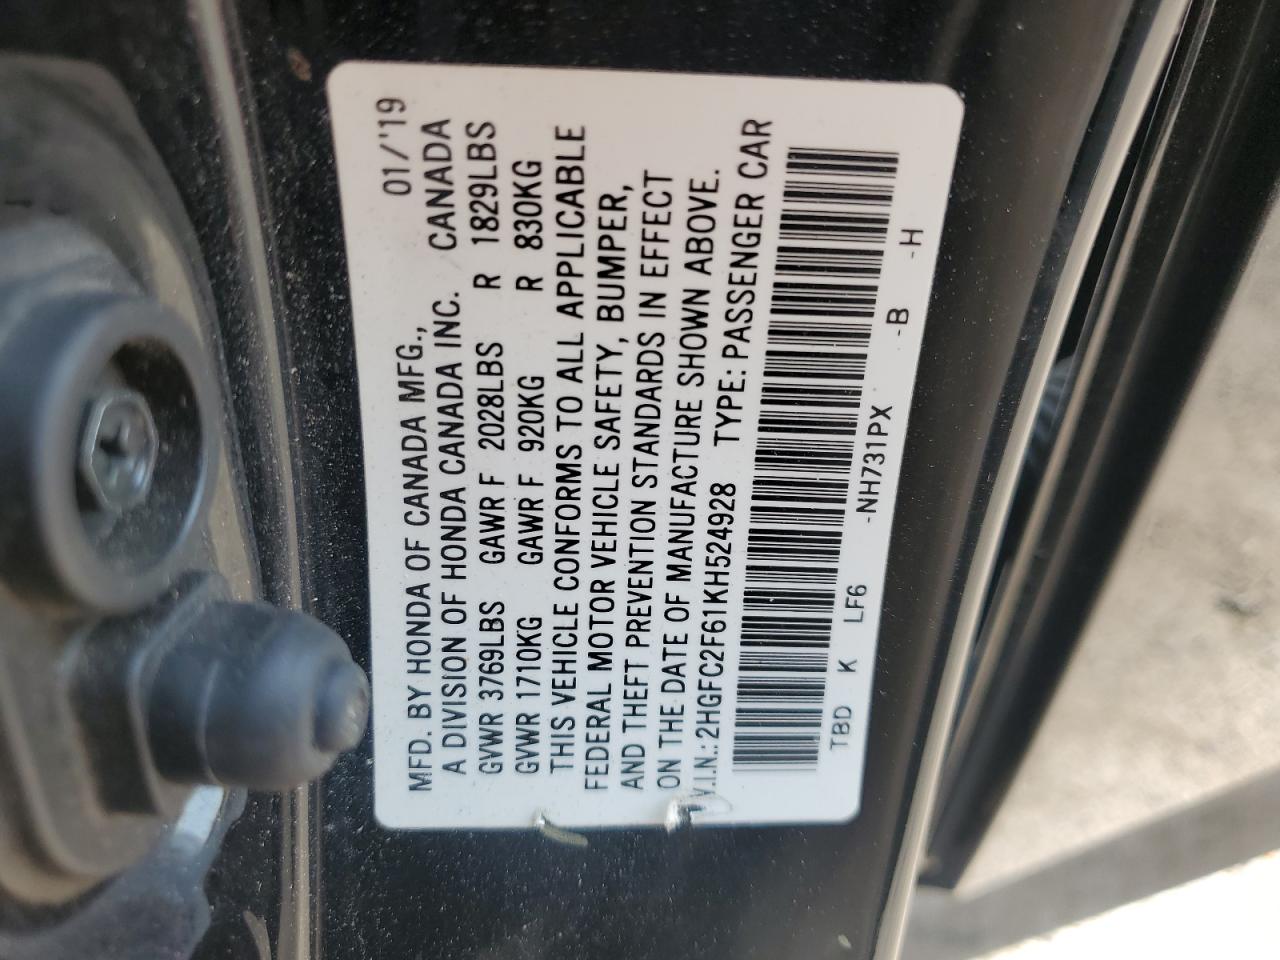 01/'19
MFD. BY HONDA OF CANADA MFG.,
A DIVISION OF HONDA CANADA INC. CANADA
GVWR 3769LBS GAWR F 2028LBS R 1829LBS
GVWR 1710KG GAWR F 920KG R 830KG
THIS VEHICLE CONFORMS TO ALL APPLICABLE
FEDERAL MOTOR VEHICLE SAFETY, BUMPER,
AND THEFT PREVENTION STANDARDS IN EFFECT
ON THE DATE OF MANUFACTURE SHOWN ABOVE.
V.I.N.: 2HGFC2F61KH524928 TYPE: PASSENGER CAR
TBD K LF6 -NH731PX -B -H